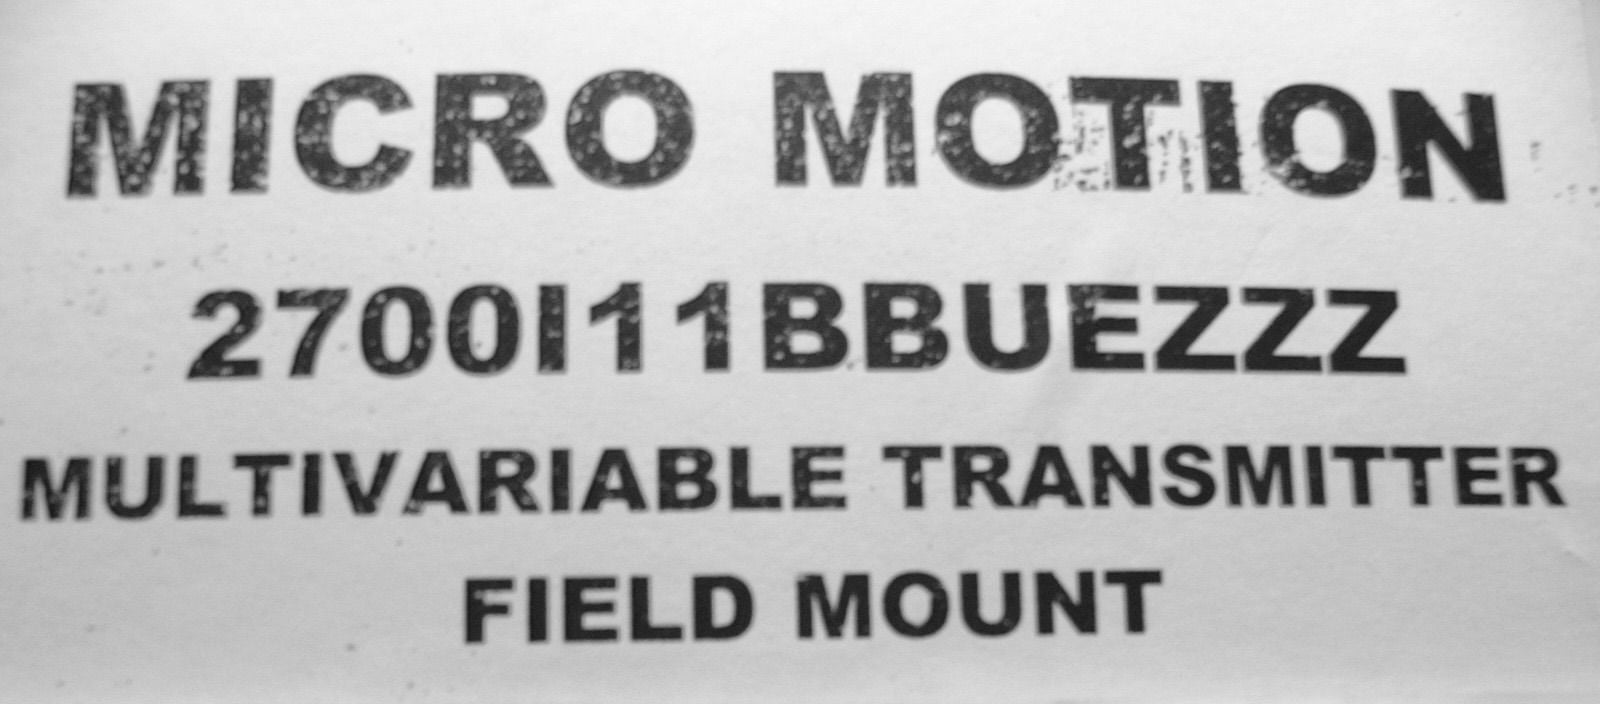 MICRO MOTION
2700I11BBUEZZZ
MULTIVARIABLE TRANSMITTER
FIELD MOUNT